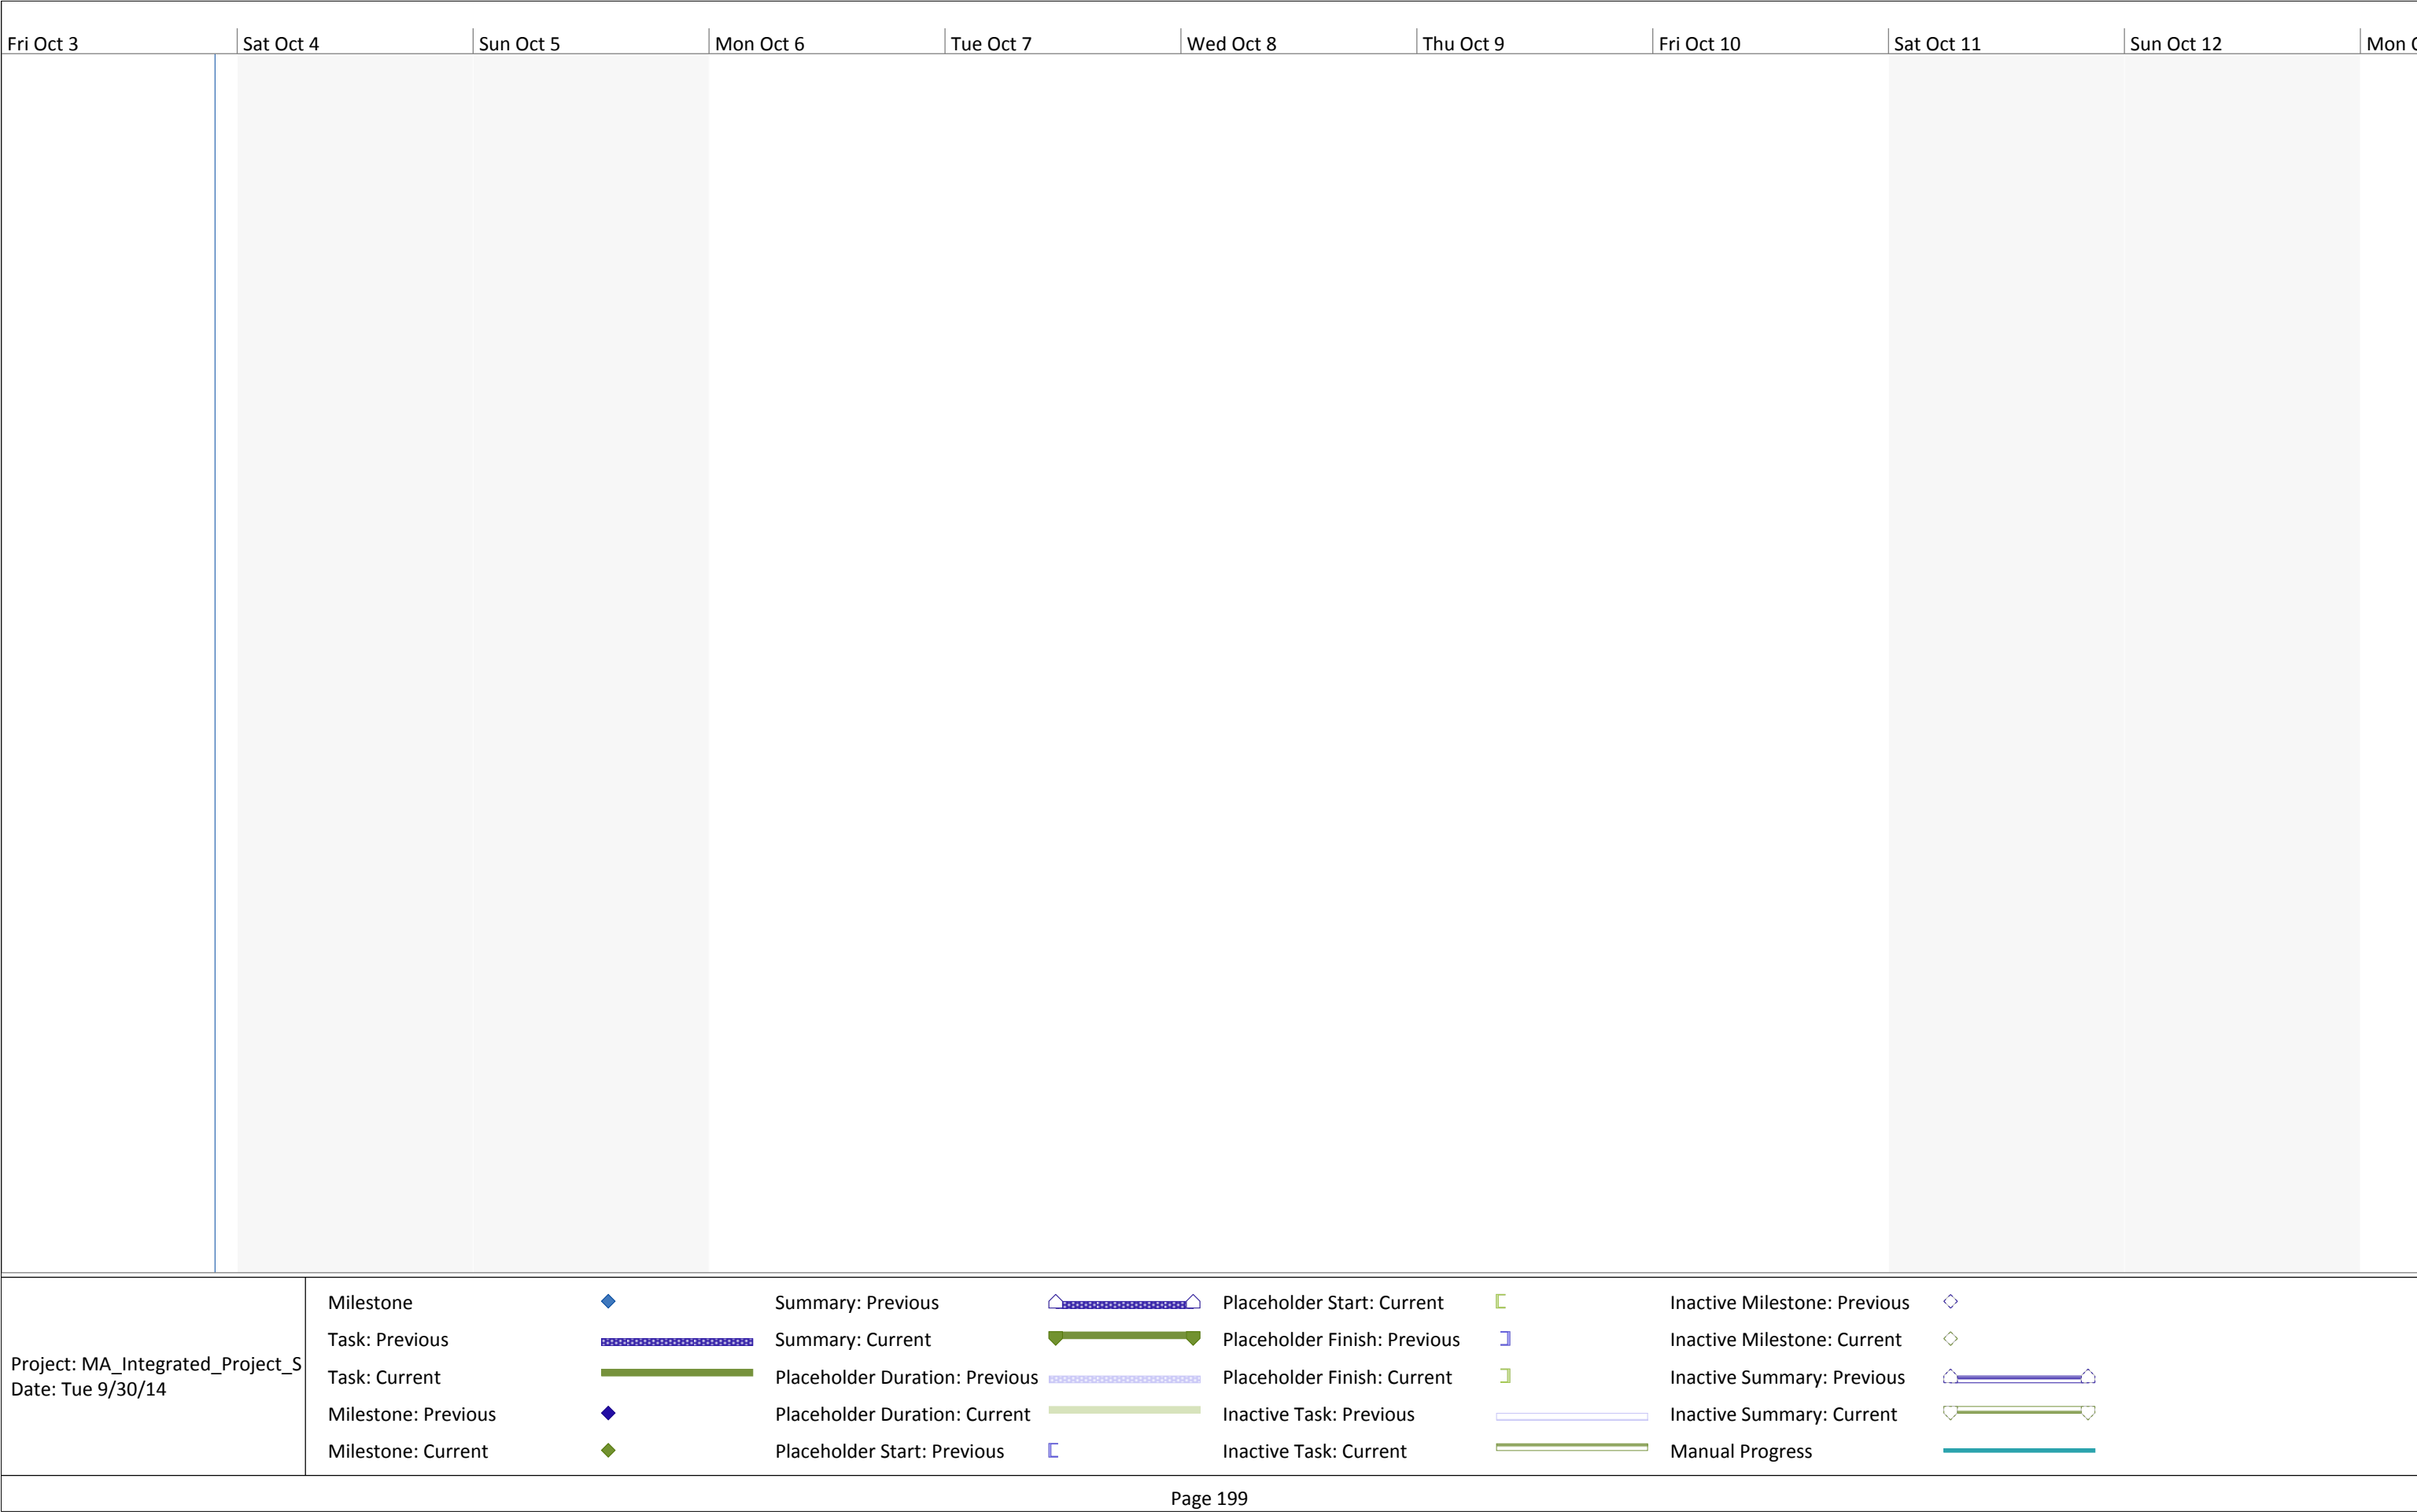 Fri Oct 3 Sat Oct 4 Sun Oct 5 Mon Oct 6 Tue Oct 7 Wed Oct 8 Thu Oct 9 Fri Oct 10 Sat Oct 11 Sun Oct 12 Mon
Project: MA_Integrated_Project_S
Date: Tue 9/30/14
Milestone
Task: Previous
Task: Current
Milestone: Previous
Milestone: Current
Summary: Previous
Summary: Current
Placeholder Duration: Previous
Placeholder Duration: Current
Placeholder Start: Previous
Placeholder Start: Current
Placeholder Finish: Previous
Placeholder Finish: Current
Inactive Task: Previous
Inactive Task: Current
Inactive Milestone: Previous
Inactive Milestone: Current
Inactive Summary: Previous
Inactive Summary: Current
Manual Progress
Page 199